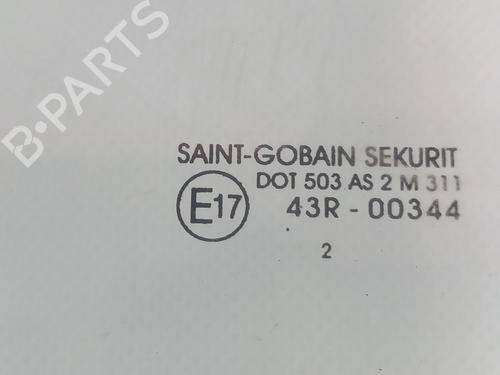 B-PARTS
SAINT-GOBAIN SEKURIT
DOT 503 AS 2 M 311
E17 43R - 00344
2